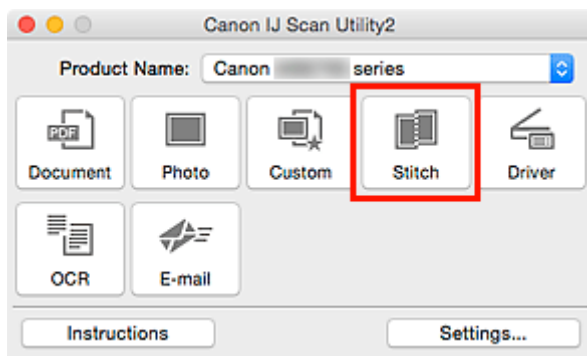 Canon IJ Scan Utility2
Product Name: Canon series
Document Photo Custom Stitch Driver
PDF
OCR E-mail
Instructions Settings...